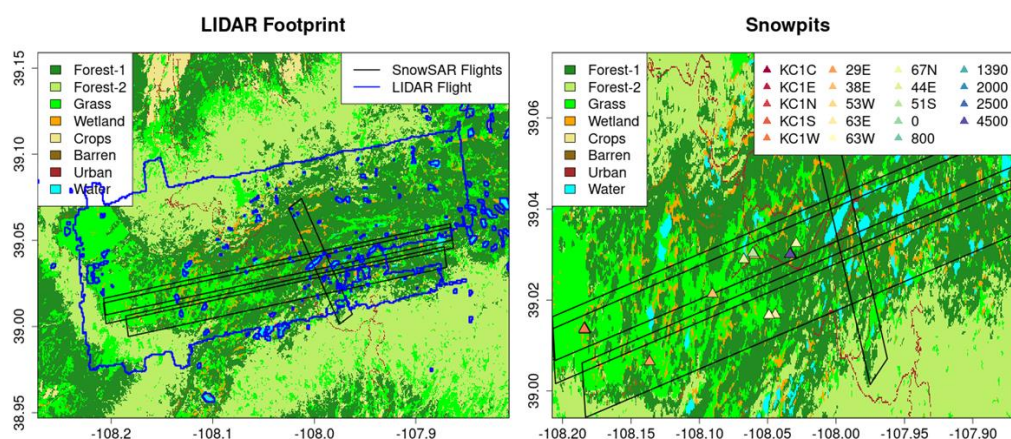 LIDAR Footprint
Forest-1
Forest-2
Grass
Wetland
Crops
Barren
Urban
Water
SnowSAR Flights
LIDAR Flight
39.15
39.10
39.05
39.00
38.95
-108.2 -108.1 -108.0 -107.9
Snowpits
Forest-1
Forest-2
Grass
Wetland
Crops
Barren
Urban
Water
KC1C 29E 67N 1390
KC1E 38E 44E 2000
KC1N 53W 51S 2500
KC1S 63E 0 4500
KC1W 63W 800
39.06
39.04
39.02
39.00
-108.20 -108.15 -108.10 -108.05 -108.00 -107.95 -107.90